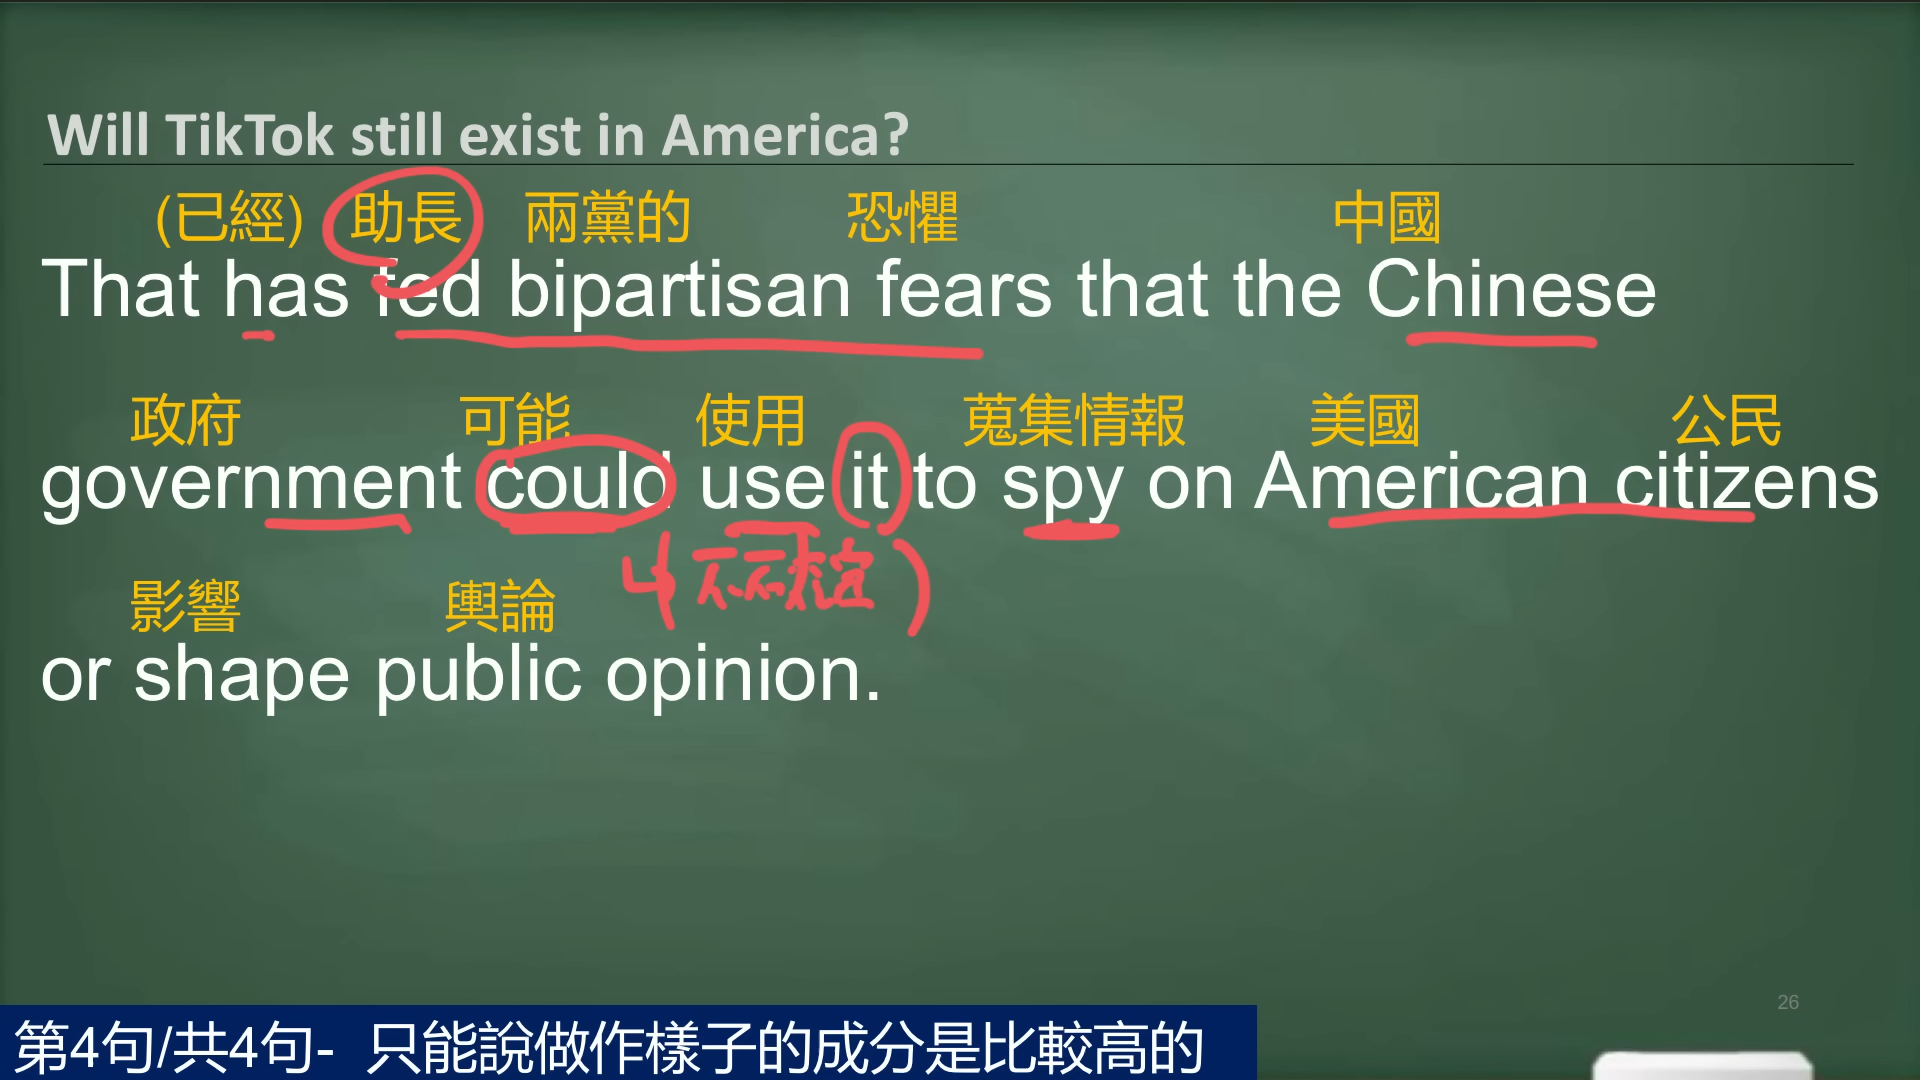 Will TikTok still exist in America?
(已經) 助長 兩黨的 恐懼 中國
That has fed bipartisan fears that the Chinese
政府 可能 使用 蒐集情報 美國 公民
government could use it to spy on American citizens
影響 輿論
or shape public opinion.
26
第4句/共4句- 只能說做作樣子的成分是比較高的